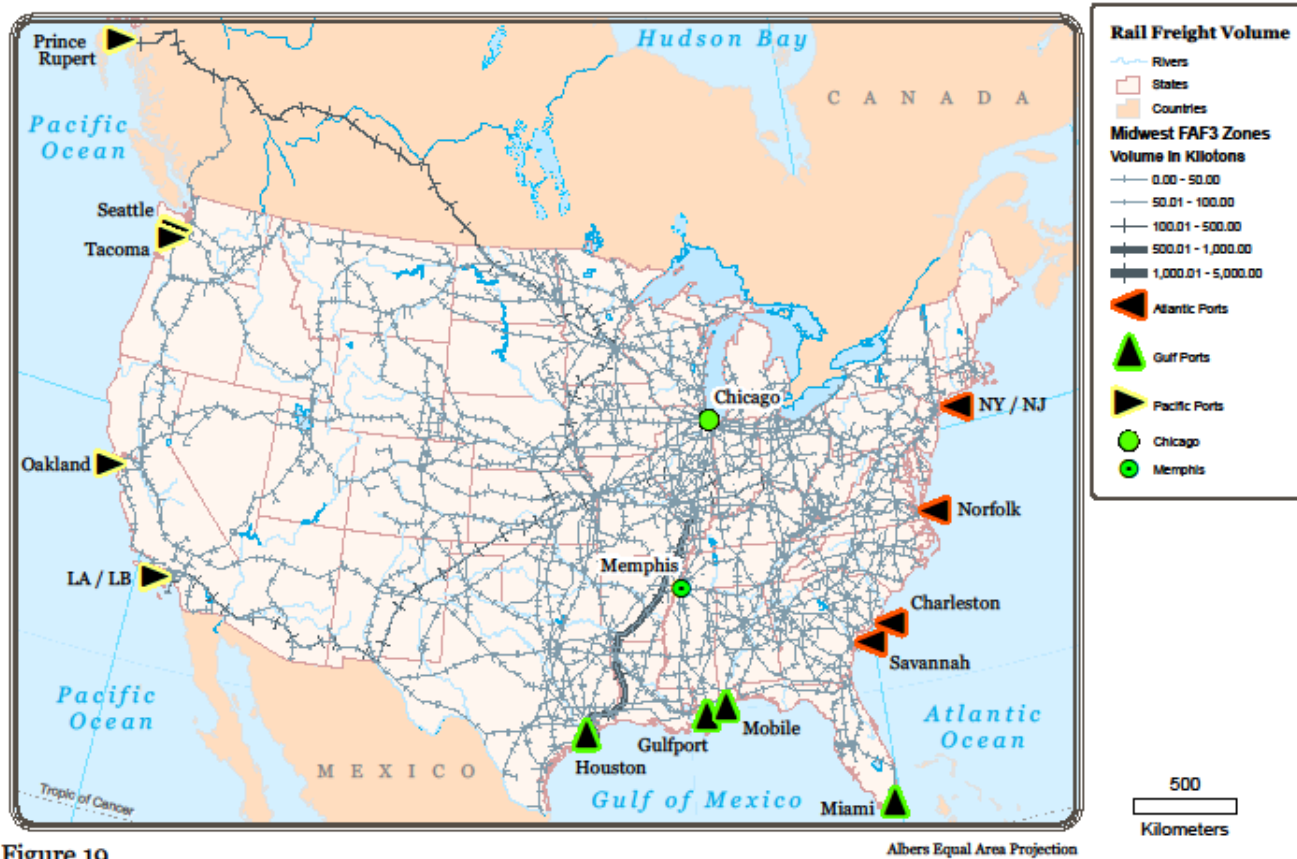 Prince
Rupert
Hudson Bay
CANADA
Pacific
Ocean
Seattle
Tacoma
Chicago
NY / NJ
Oakland
Norfolk
LA / LB
Memphis
Charleston
Savannah
Pacific
Ocean
Atlantic
Ocean
Gulfport
Mobile
Houston
MEXICO
Gulf of Mexico
Miami
Tropic of Cancer
Rail Freight Volume
Rivers
States
Countries
Midwest FAF3 Zones
Volume in Kilotons
0.00 - 50.00
50.01 - 100.00
100.01 - 500.00
500.01 - 1,000.00
1,000.01 - 5,000.00
Atlantic Ports
Gulf Ports
Pacific Ports
Chicago
Memphis
500
Kilometers
Figure 19
Albers Equal Area Projection